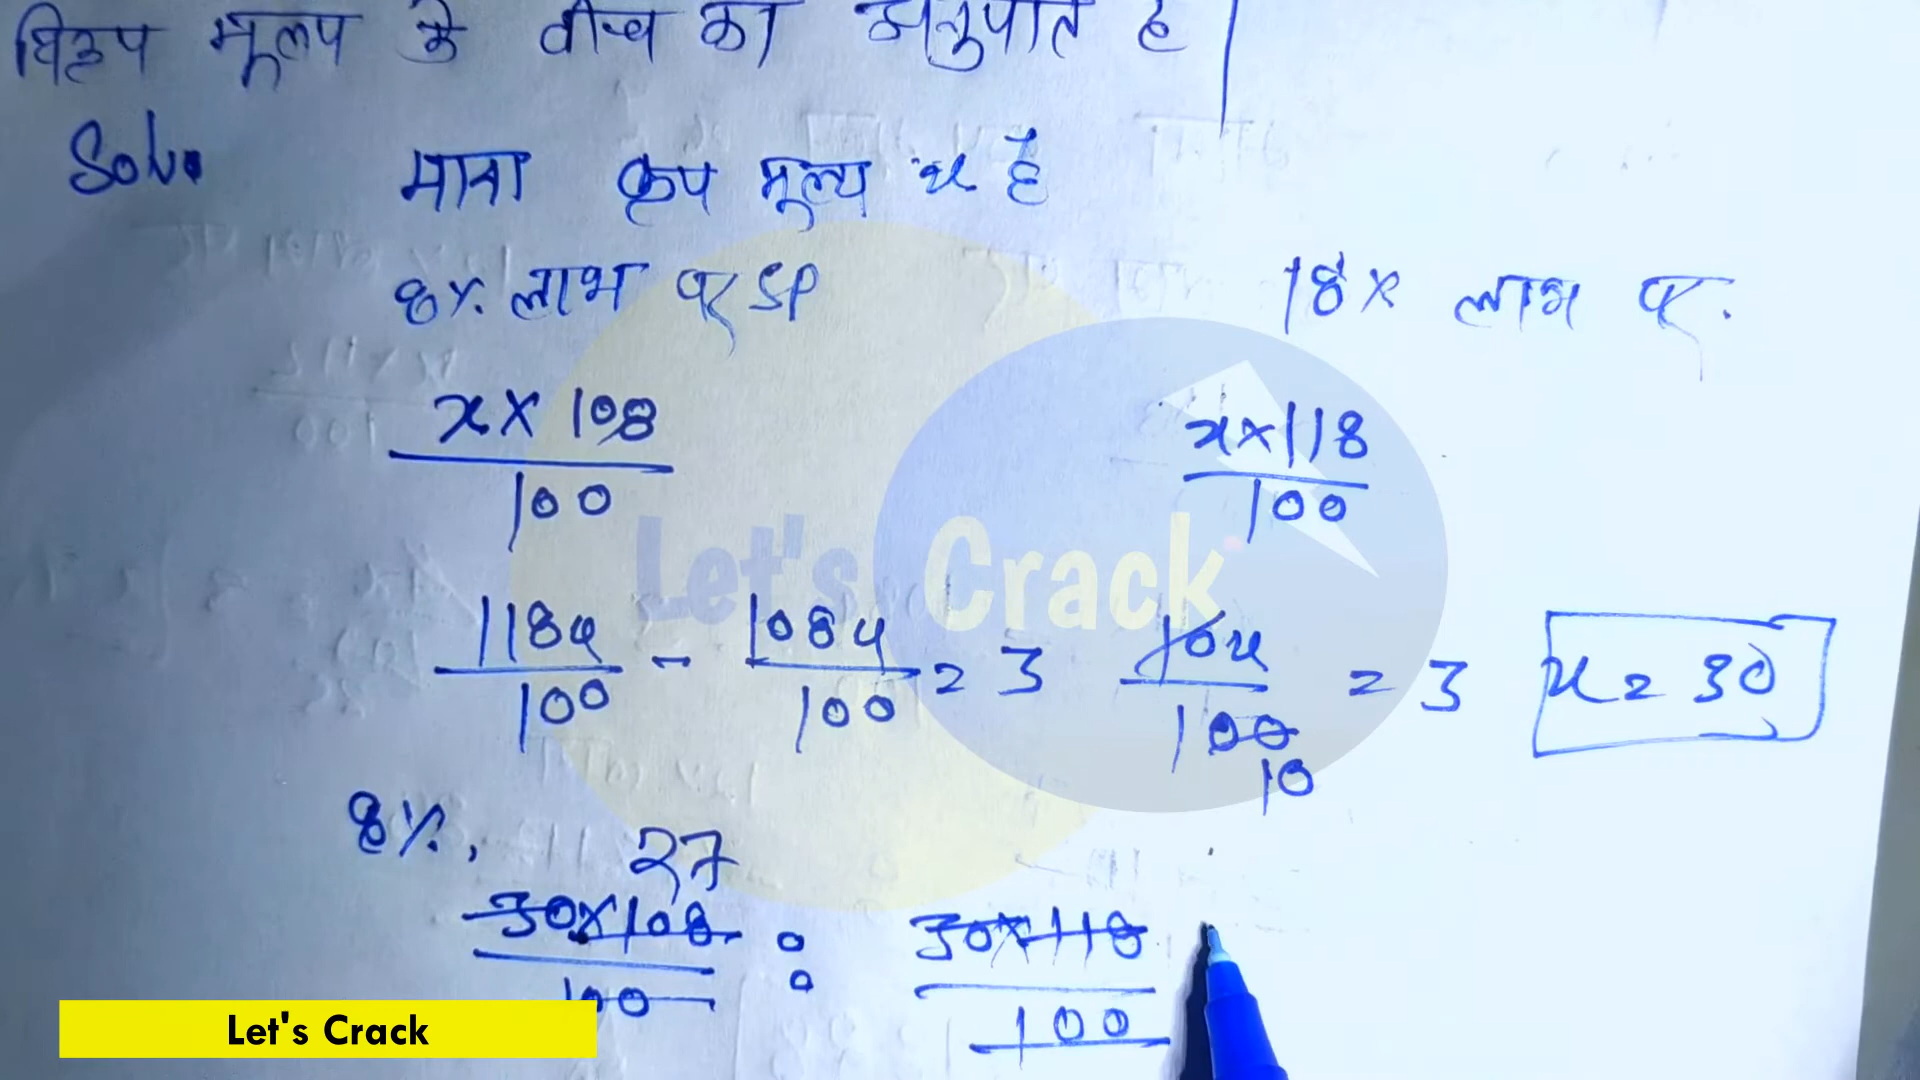 विक्रय मूल्य के बीच का अनुपात है
Soln.
माना क्रय मूल्य x है
8% लाभ पर SP
18% लाभ पर.
x×108
100
x×118
100
118x - 108x = 3
100 100
10x = 3
100
10
x = 30
8%,
27
30×108 : 30×118
100 100
Let's Crack
Let's Crack